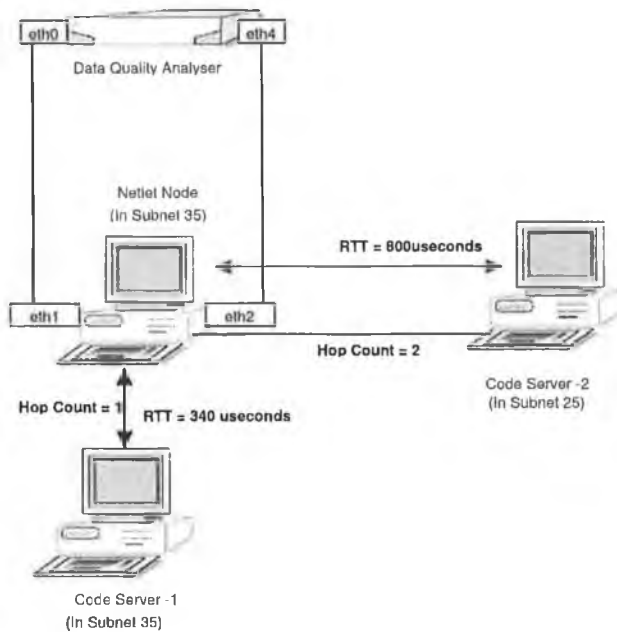 eth0
eth4
Data Quality Analyser
Netlet Node
(In Subnet 35)
RTT = 800useconds
eth1
eth2
Hop Count = 2
Code Server -2
(In Subnet 25)
Hop Count = 1
RTT = 340 useconds
Code Server -1
(In Subnet 35)